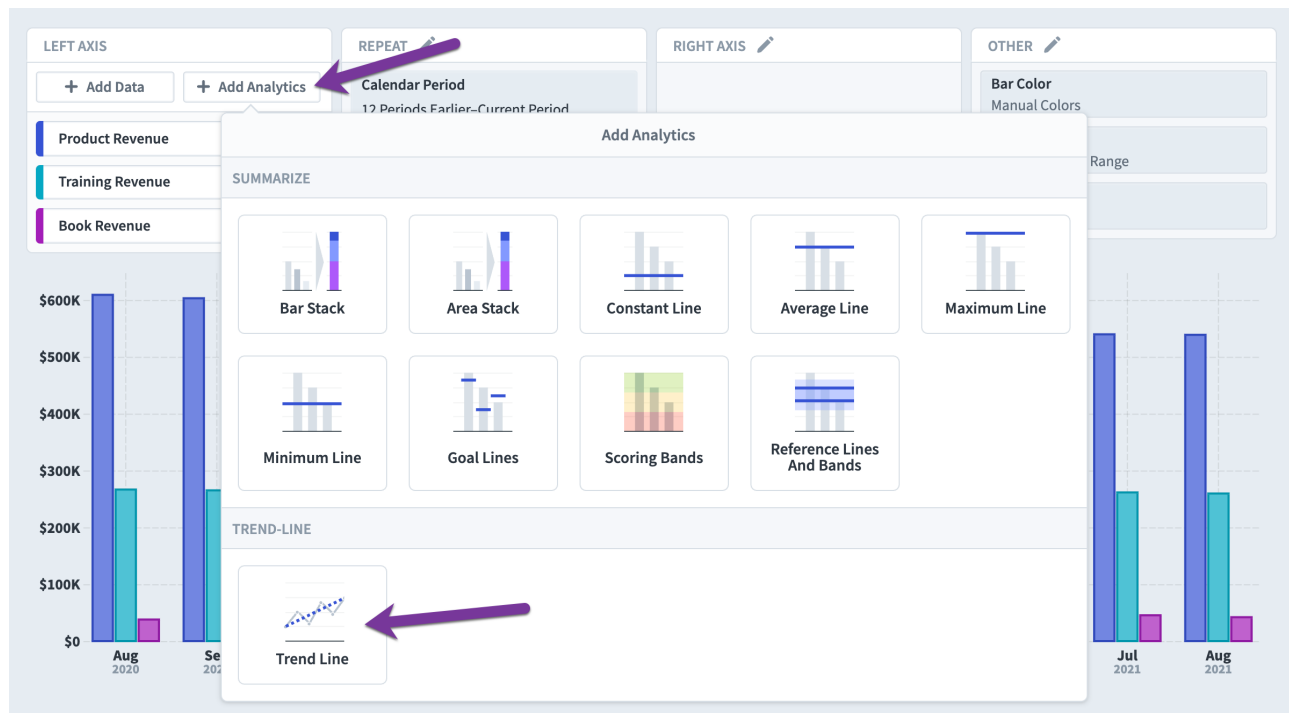 LEFT AXIS
REPEAT
RIGHT AXIS
OTHER
+ Add Data
+ Add Analytics
Calendar Period
12 Periods Earlier–Current Period
Bar Color
Manual Colors
Range
Product Revenue
Training Revenue
Book Revenue
Add Analytics
SUMMARIZE
Bar Stack
Area Stack
Constant Line
Average Line
Maximum Line
Minimum Line
Goal Lines
Scoring Bands
Reference Lines
And Bands
TREND-LINE
Trend Line
$600K
$500K
$400K
$300K
$200K
$100K
$0
Aug
2020
Se
202
Jul
2021
Aug
2021